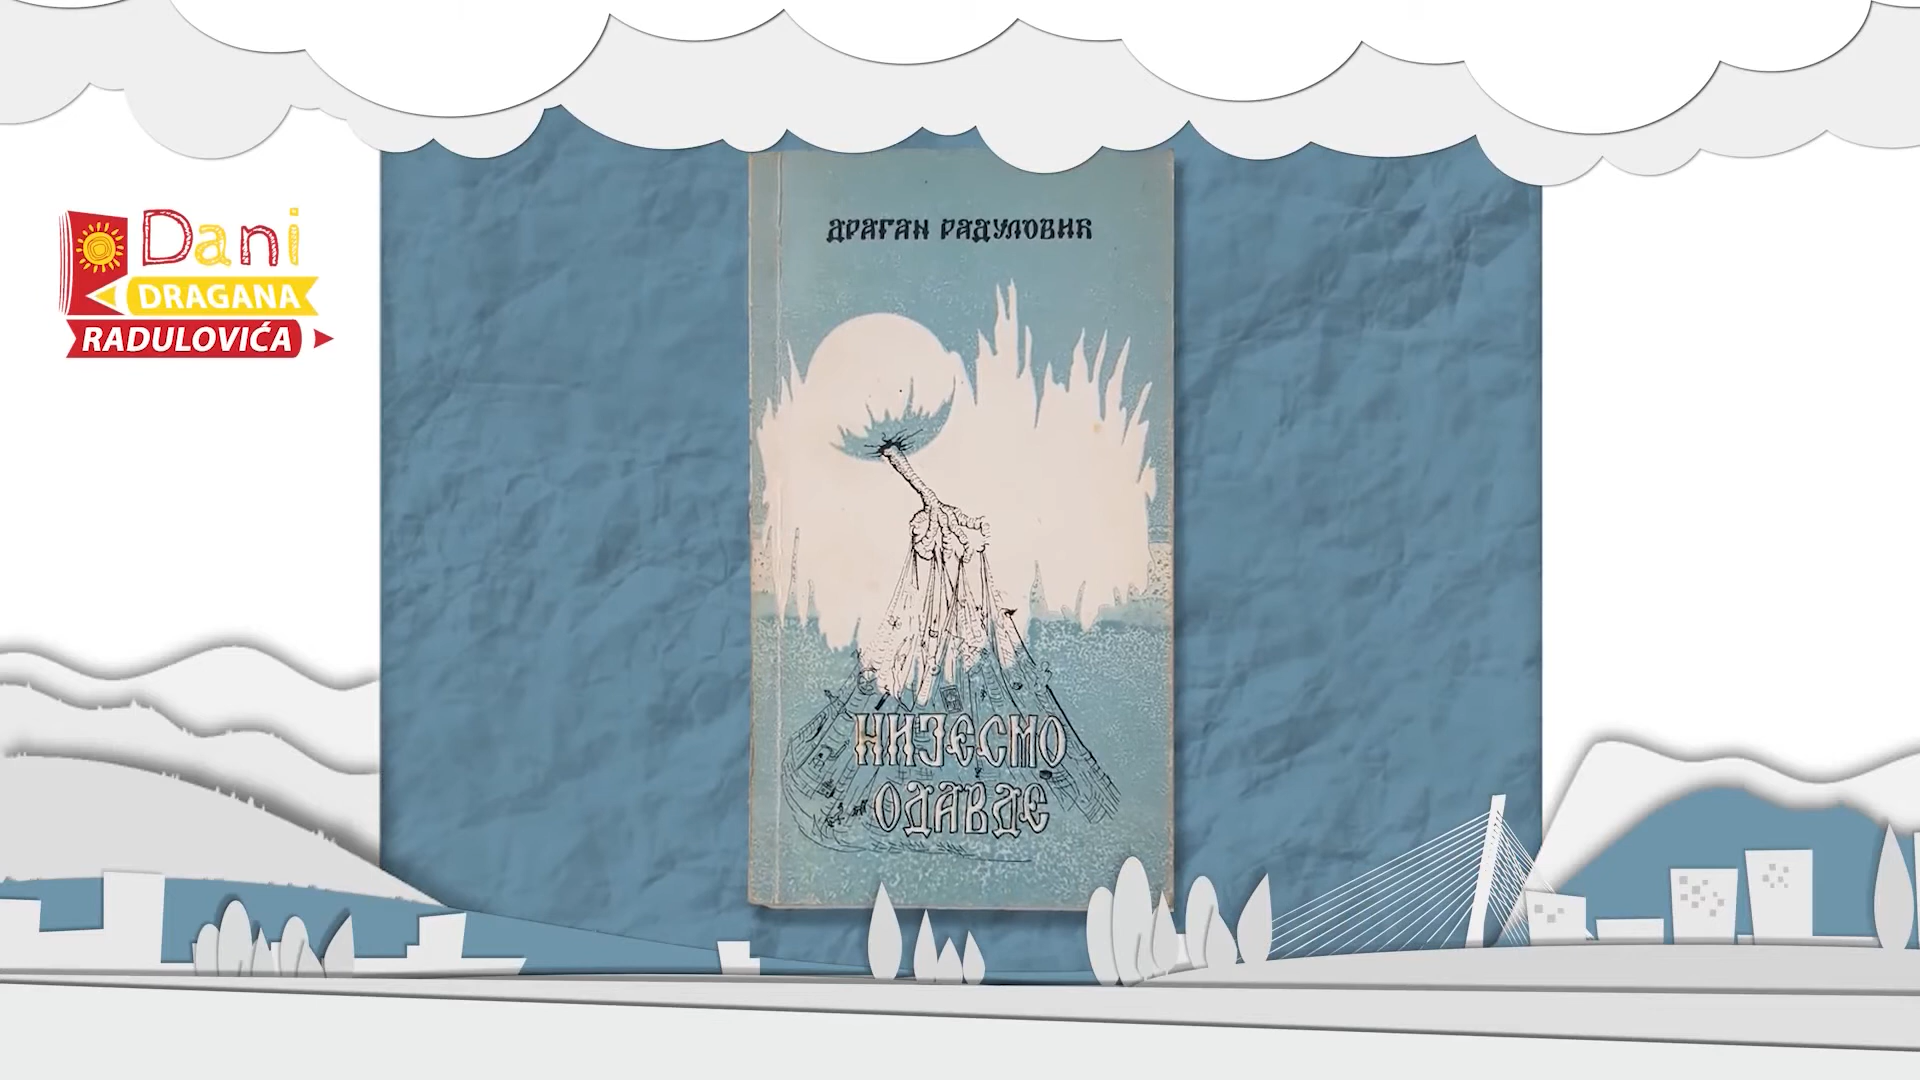 Dani
DRAGANA
RADULOVIĆA
ДРАГАН РАДУЛОВИЋ
НИЈЕСМО
ОДАВДЕ